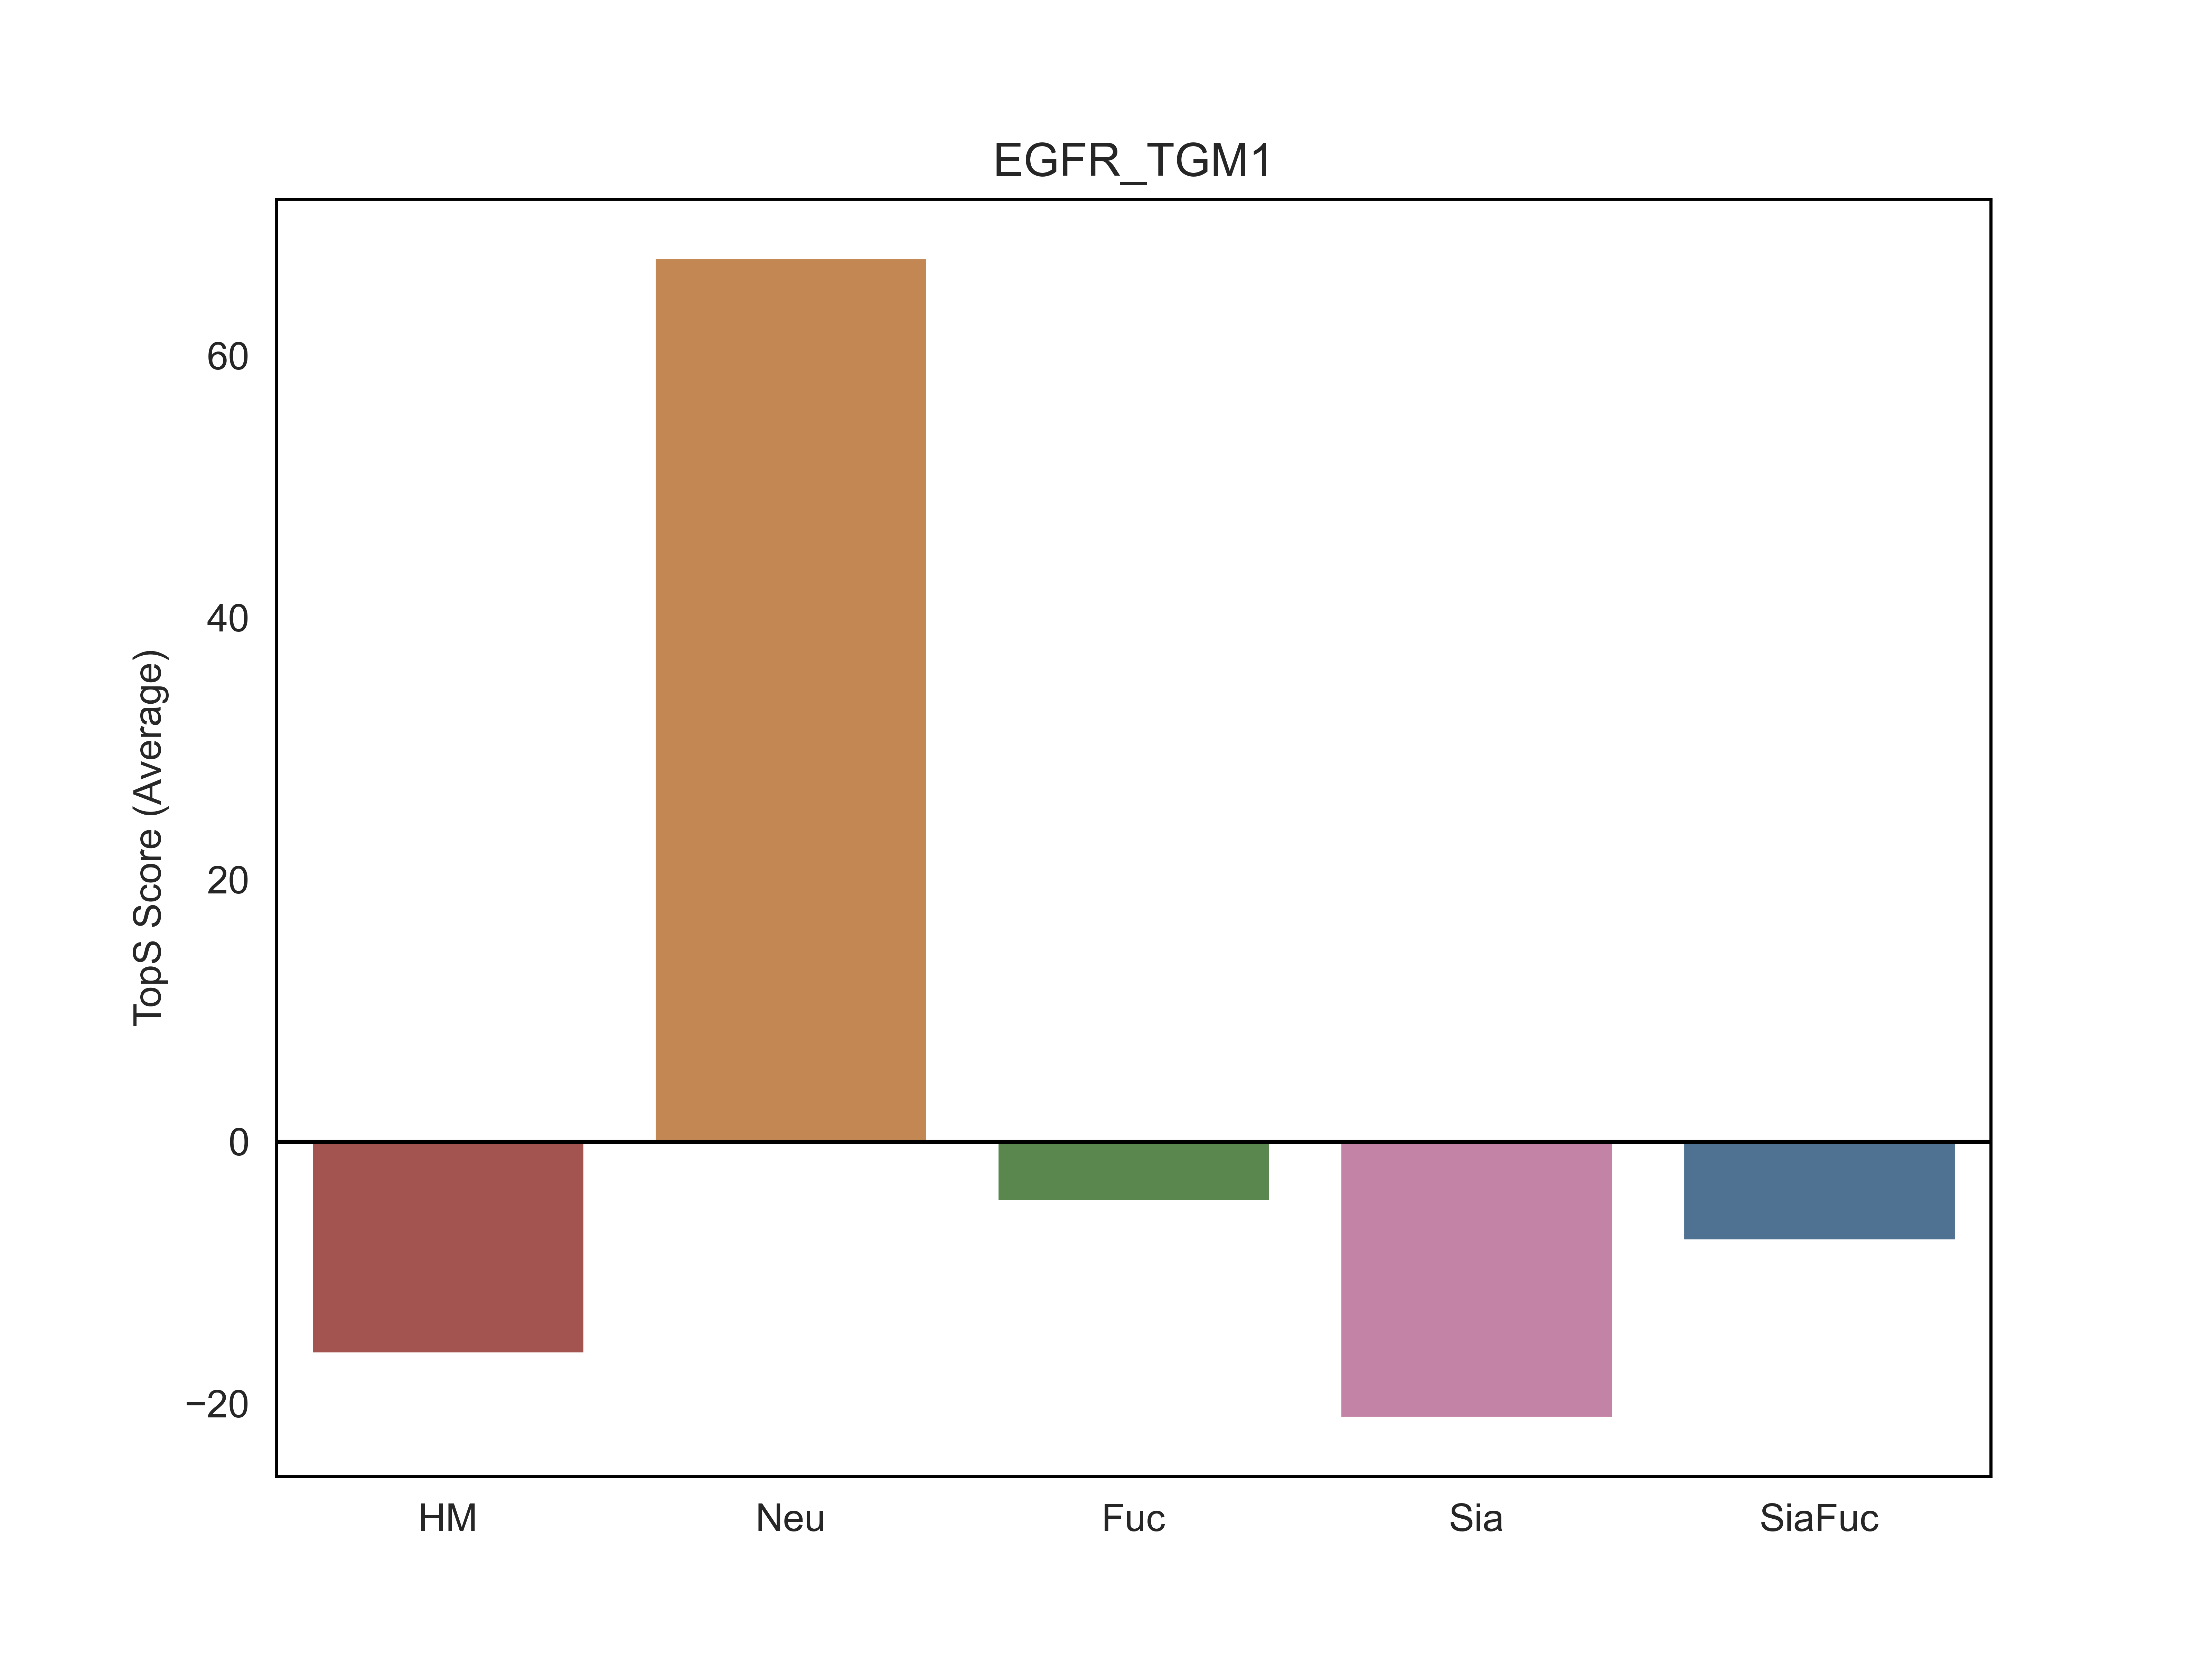 EGFR_TGM1
TopS Score (Average)
60
40
20
0
−20
HM
Neu
Fuc
Sia
SiaFuc